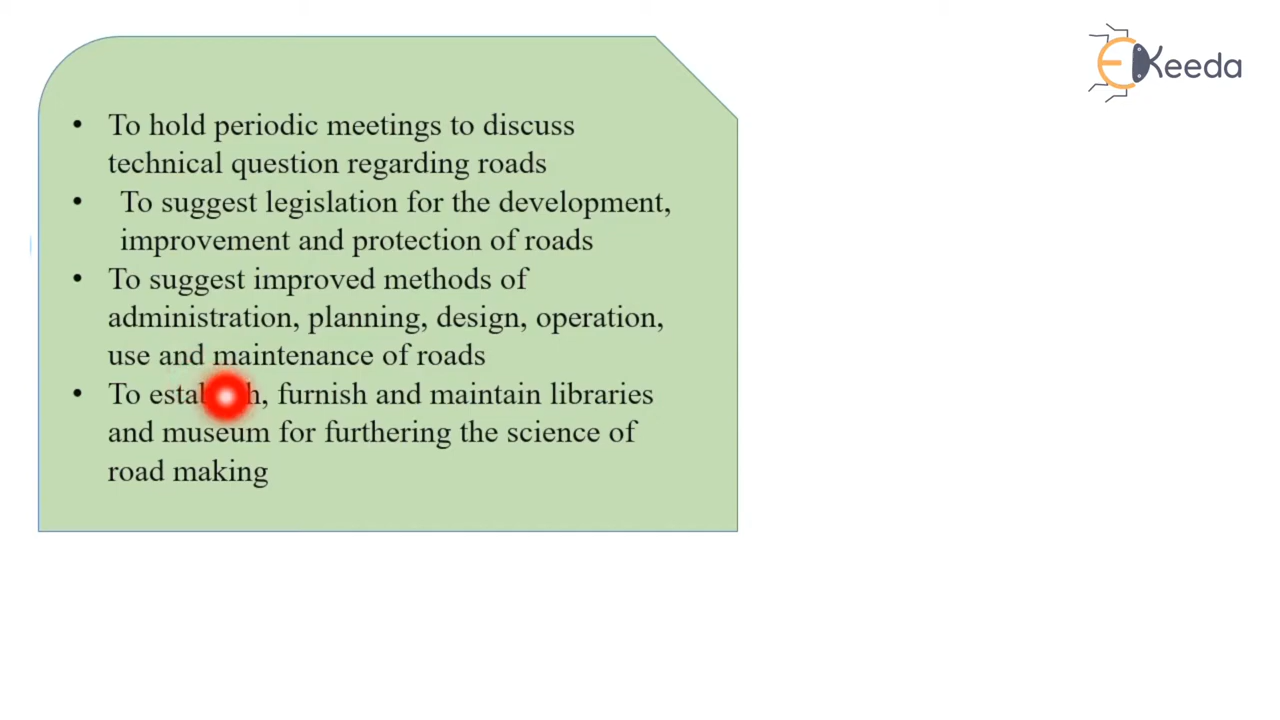 EKeeda
• To hold periodic meetings to discuss
technical question regarding roads
• To suggest legislation for the development,
improvement and protection of roads
• To suggest improved methods of
administration, planning, design, operation,
use and maintenance of roads
• To establish, furnish and maintain libraries
and museum for furthering the science of
road making